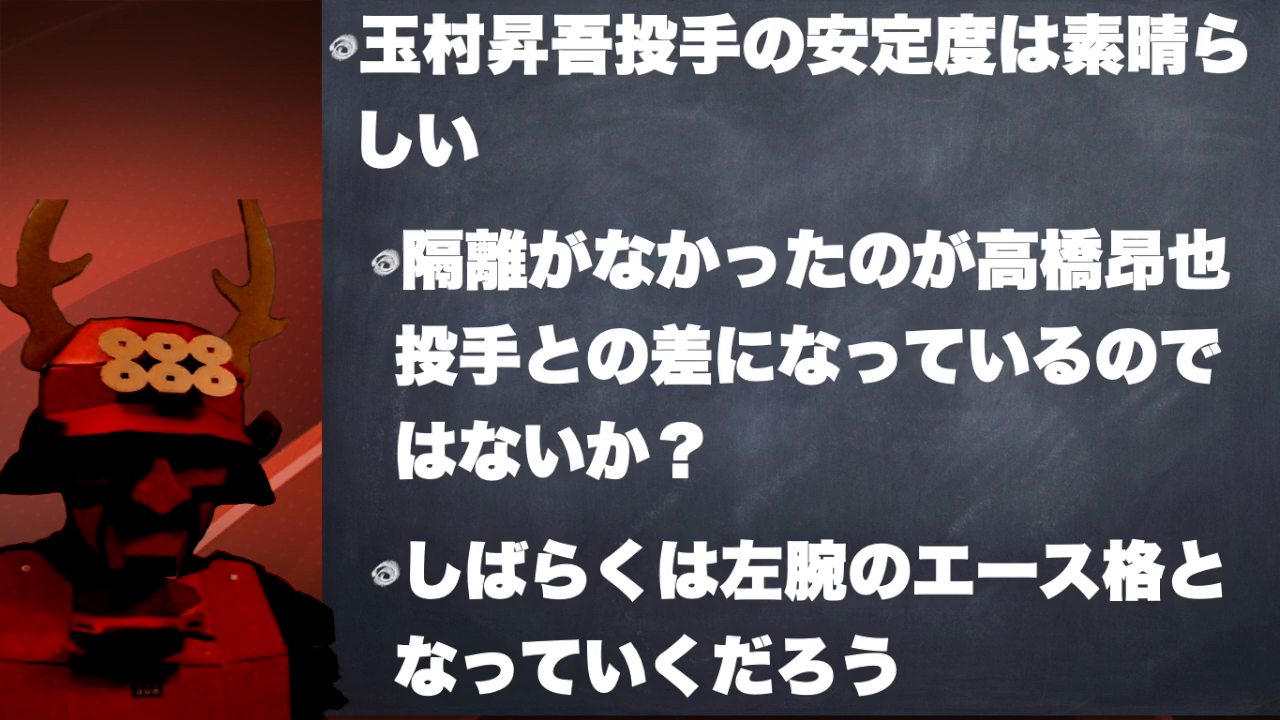 玉村昇吾投手の安定度は素晴ら
しい
隔離がなかったのが高橋昂也
投手との差になっているので
はないか？
しばらくは左腕のエース格と
なっていくだろう